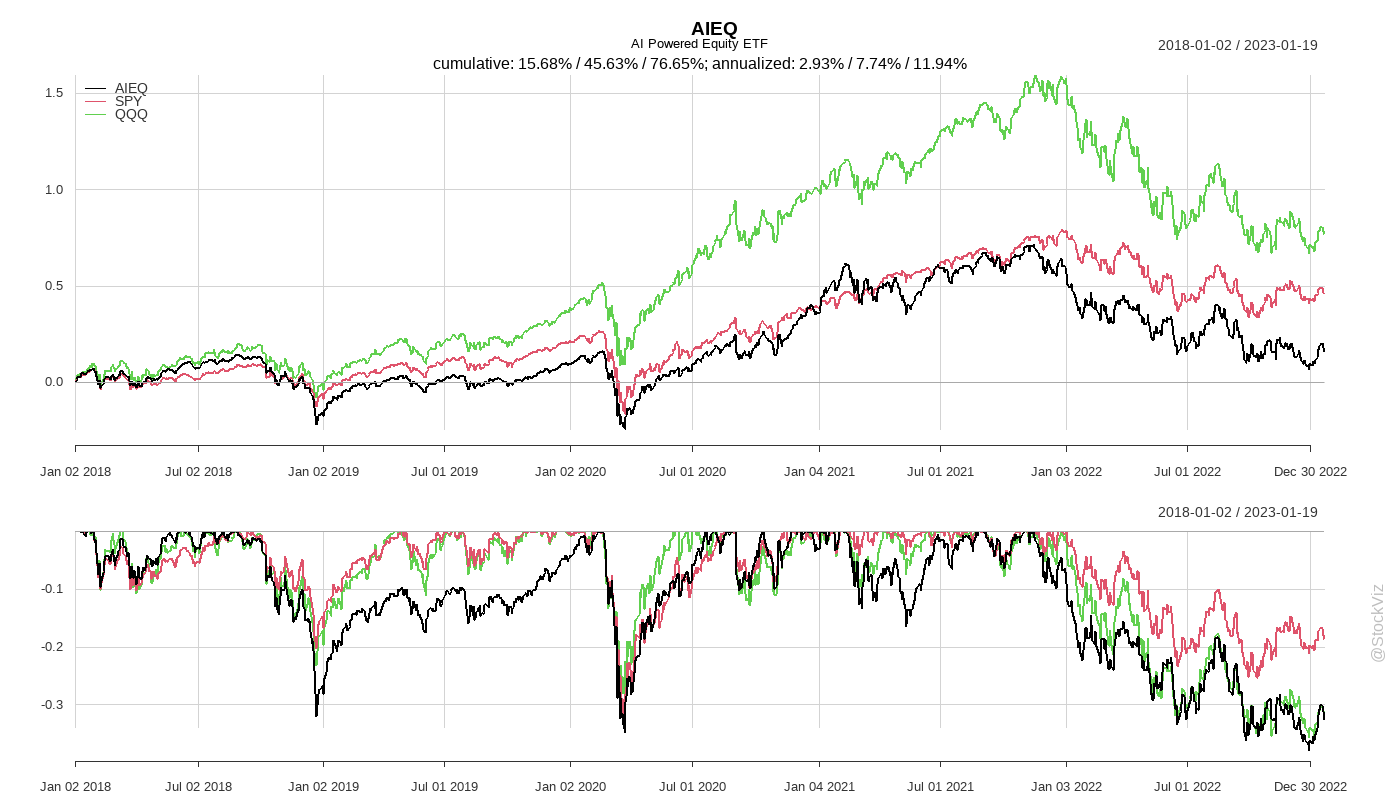 AIEQ
AI Powered Equity ETF
2018-01-02 / 2023-01-19
cumulative: 15.68% / 45.63% / 76.65%; annualized: 2.93% / 7.74% / 11.94%
AIEQ
SPY
QQQ
1.5
1.0
0.5
0.0
Jan 02 2018 Jul 02 2018 Jan 02 2019 Jul 01 2019 Jan 02 2020 Jul 01 2020 Jan 04 2021 Jul 01 2021 Jan 03 2022 Jul 01 2022 Dec 30 2022
2018-01-02 / 2023-01-19
-0.1
-0.2
-0.3
Jan 02 2018 Jul 02 2018 Jan 02 2019 Jul 01 2019 Jan 02 2020 Jul 01 2020 Jan 04 2021 Jul 01 2021 Jan 03 2022 Jul 01 2022 Dec 30 2022
@StockViz